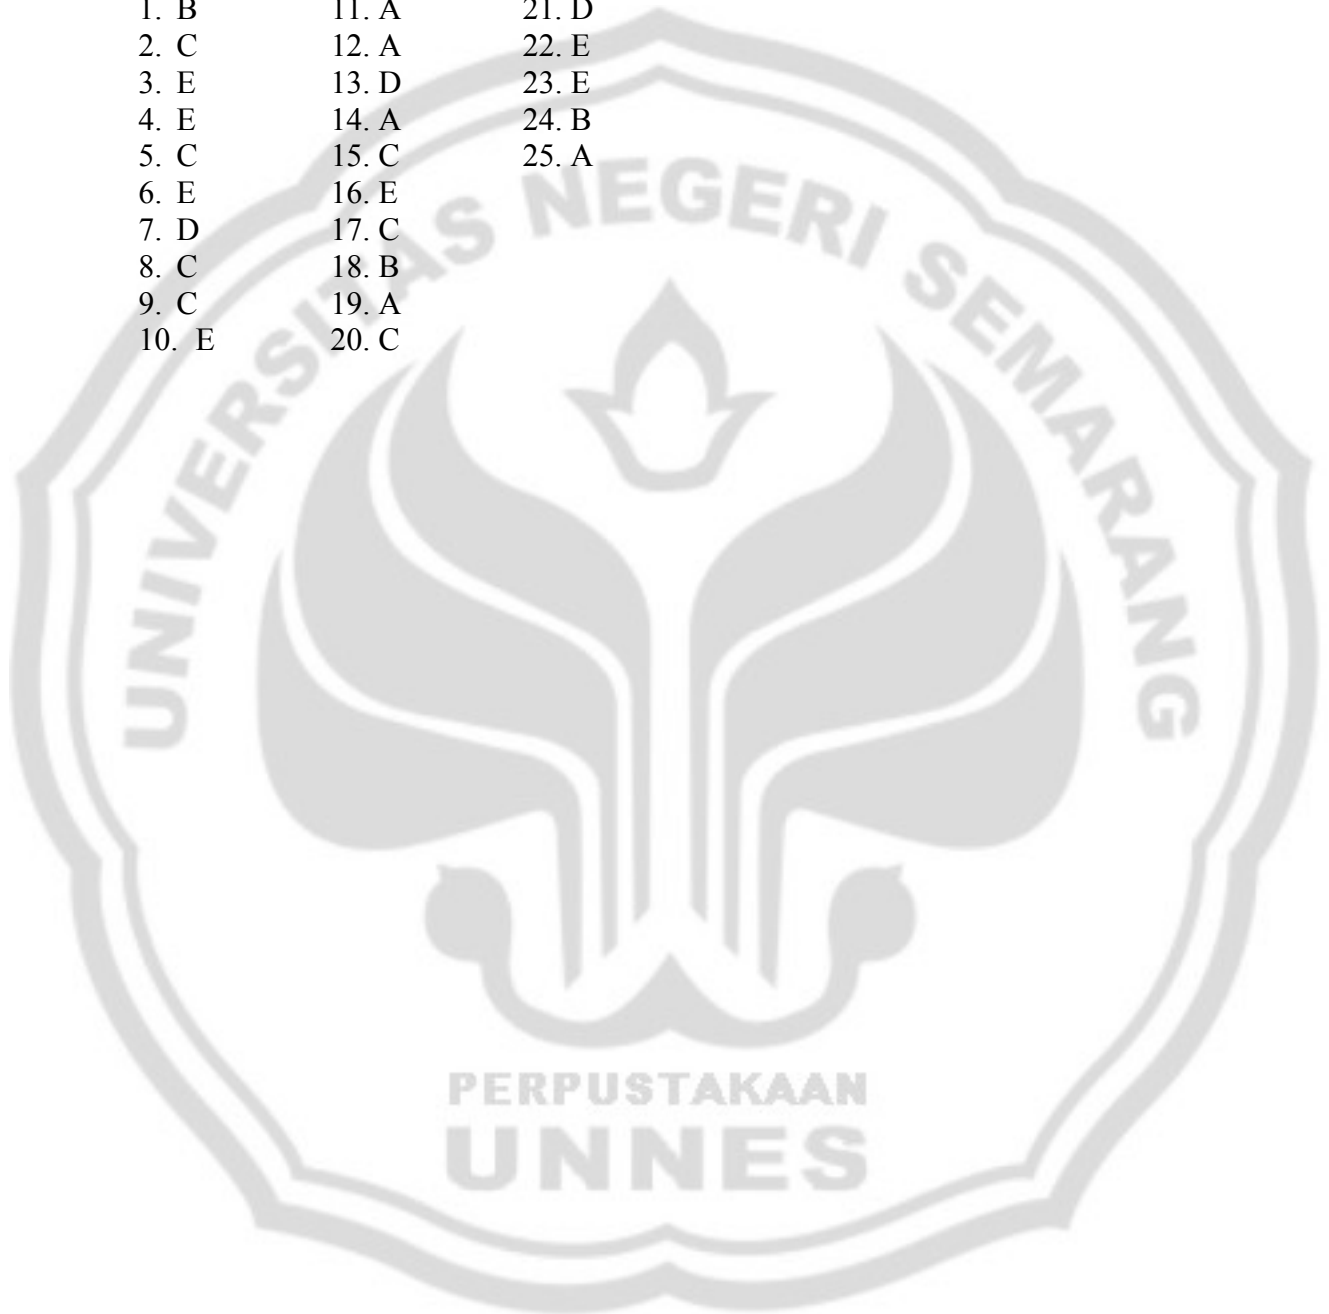 1. B
2. C
3. E
4. E
5. C
6. E
7. D
8. C
9. C
10. E
11. A
12. A
13. D
14. A
15. C
16. E
17. C
18. B
19. A
20. C
21. D
22. E
23. E
24. B
25. A
UNIVERSITAS NEGERI SEMARANG
PERPUSTAKAAN
UNNES